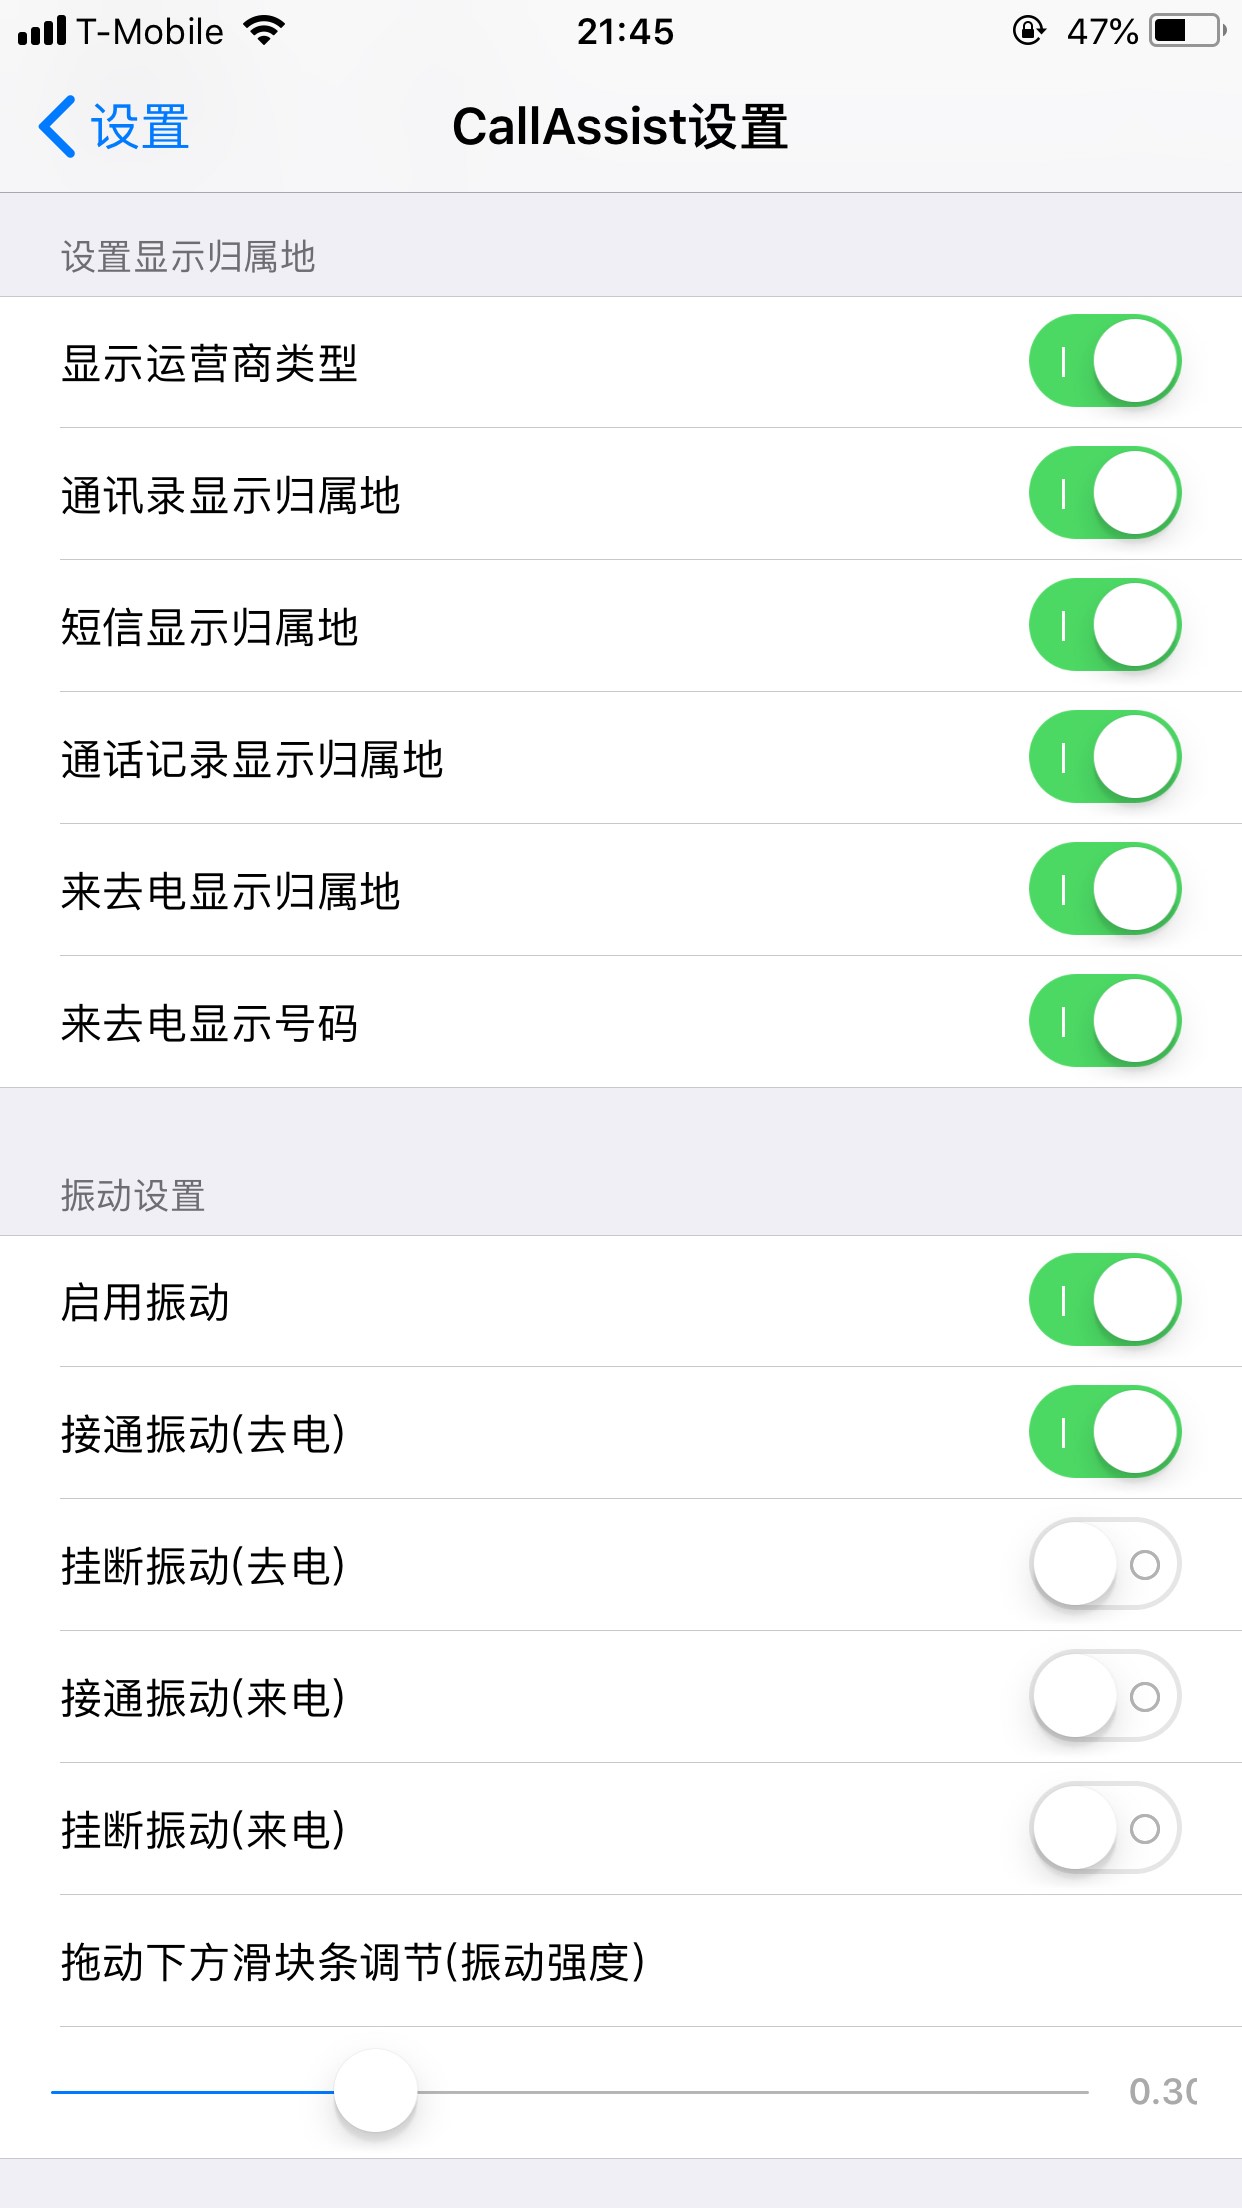 T-Mobile 21:45 47%
设置 CallAssist设置
设置显示归属地
显示运营商类型
通讯录显示归属地
短信显示归属地
通话记录显示归属地
来去电显示归属地
来去电显示号码
振动设置
启用振动
接通振动(去电)
挂断振动(去电)
接通振动(来电)
挂断振动(来电)
拖动下方滑块条调节(振动强度)
0.30